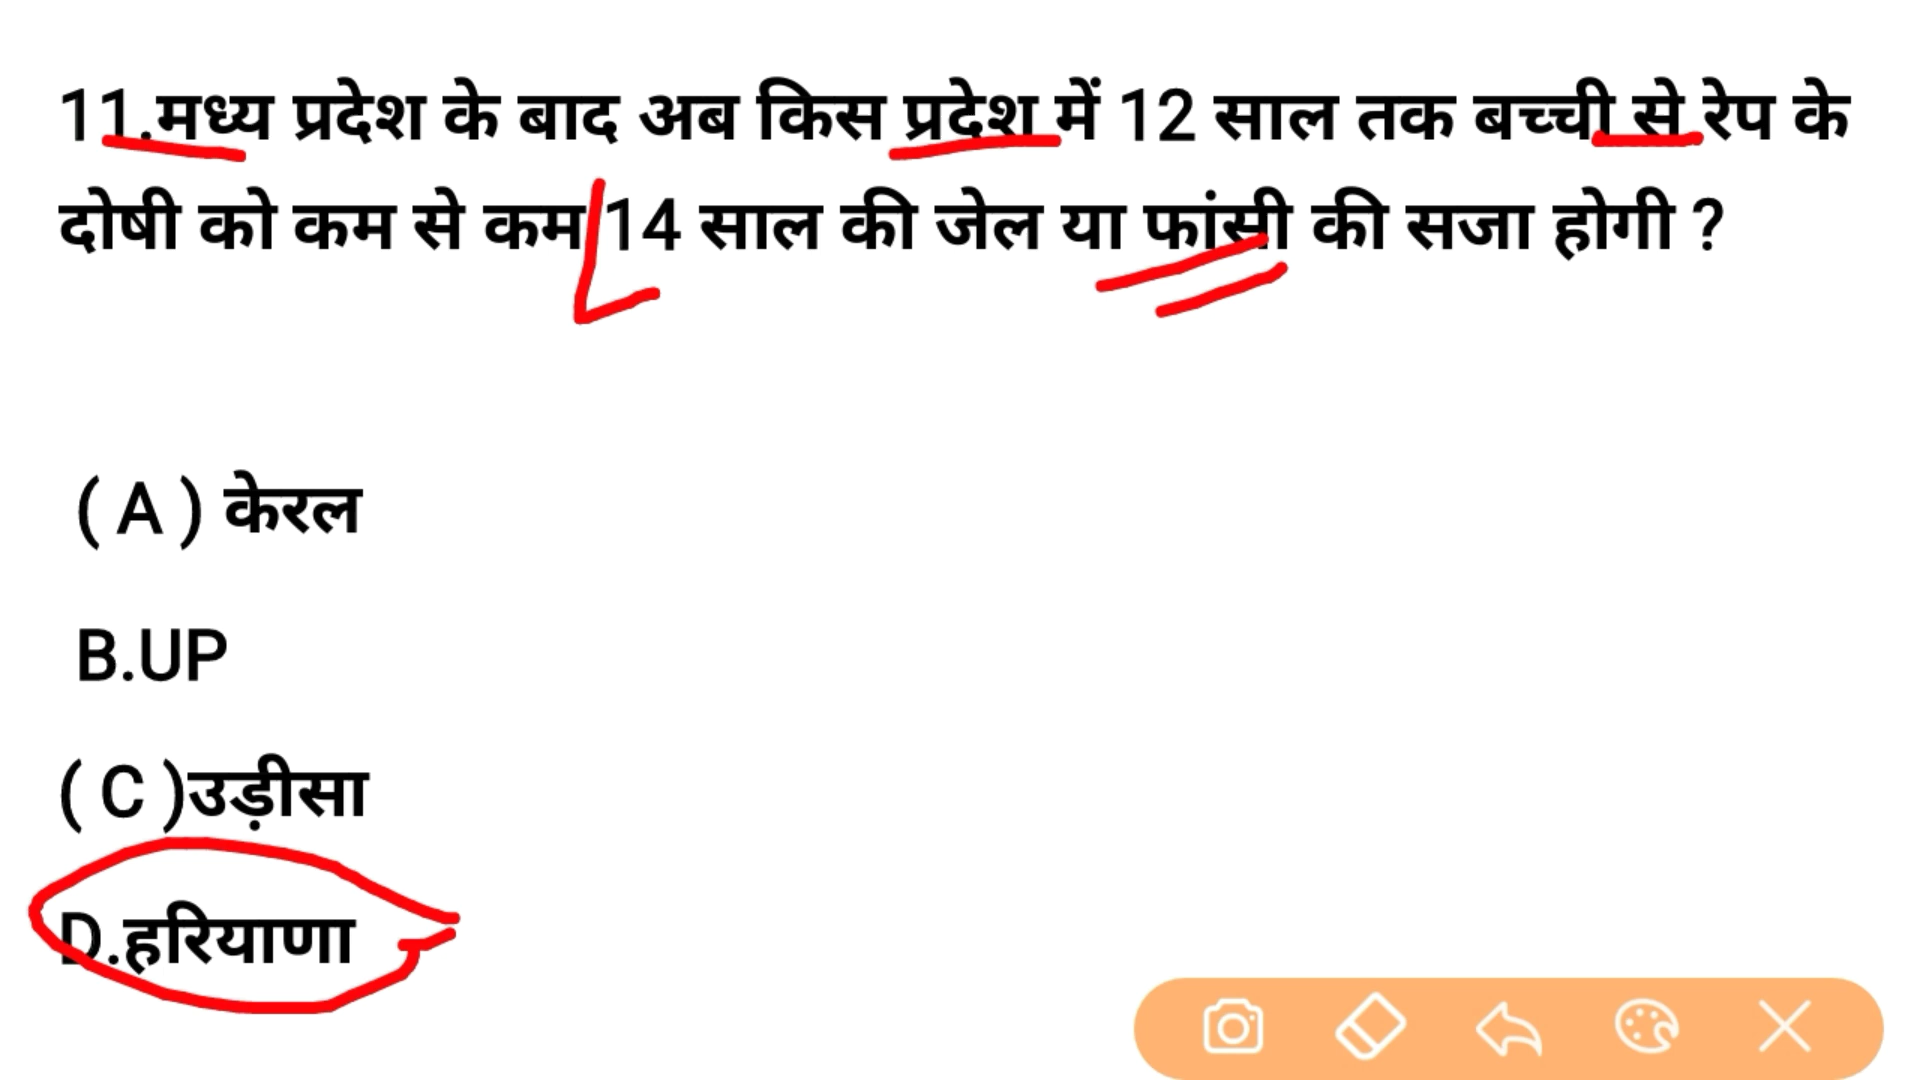 11.मध्य प्रदेश के बाद अब किस प्रदेश में 12 साल तक बच्ची से रेप के
दोषी को कम से कम 14 साल की जेल या फांसी की सजा होगी ?
( A ) केरल
B.UP
( C )उड़ीसा
D.हरियाणा